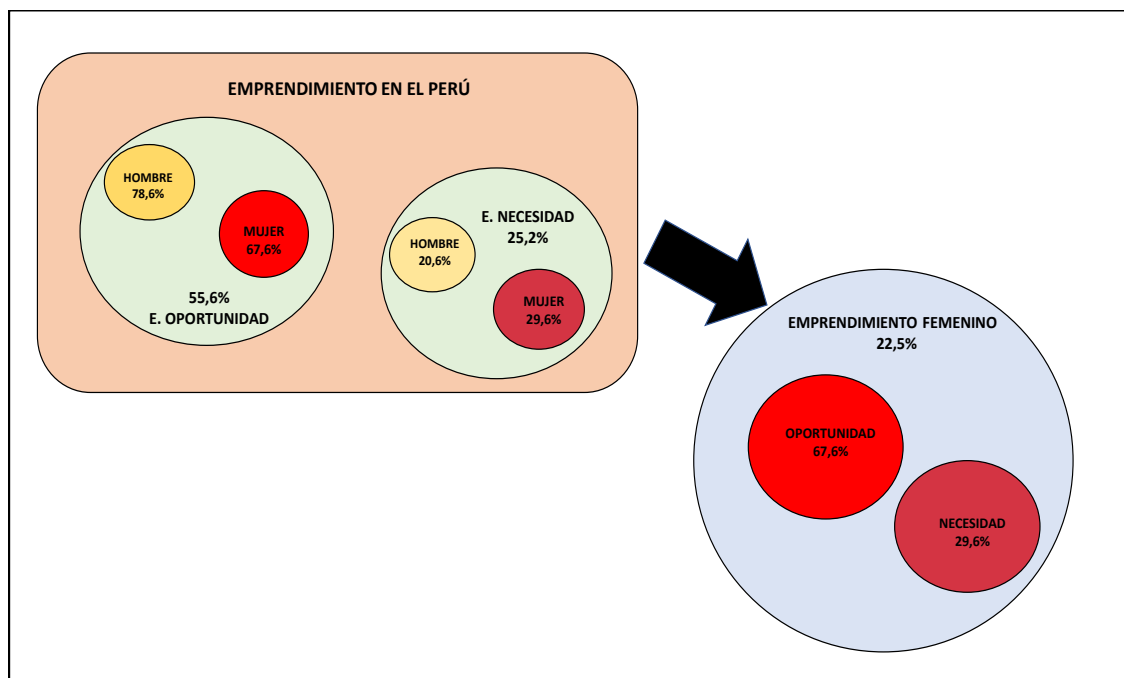 EMPRENDIMIENTO EN EL PERÚ
HOMBRE
78,6%
MUJER
67,6%
55,6%
E. OPORTUNIDAD
E. NECESIDAD
25,2%
HOMBRE
20,6%
MUJER
29,6%
EMPRENDIMIENTO FEMENINO
22,5%
OPORTUNIDAD
67,6%
NECESIDAD
29,6%